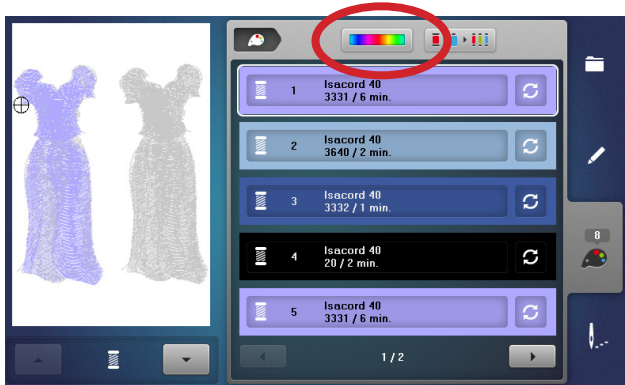 1
Isacord 40
3331 / 6 min.
2
Isacord 40
3640 / 2 min.
3
Isacord 40
3332 / 1 min.
4
Isacord 40
20 / 2 min.
5
Isacord 40
3331 / 6 min.
1 / 2
8